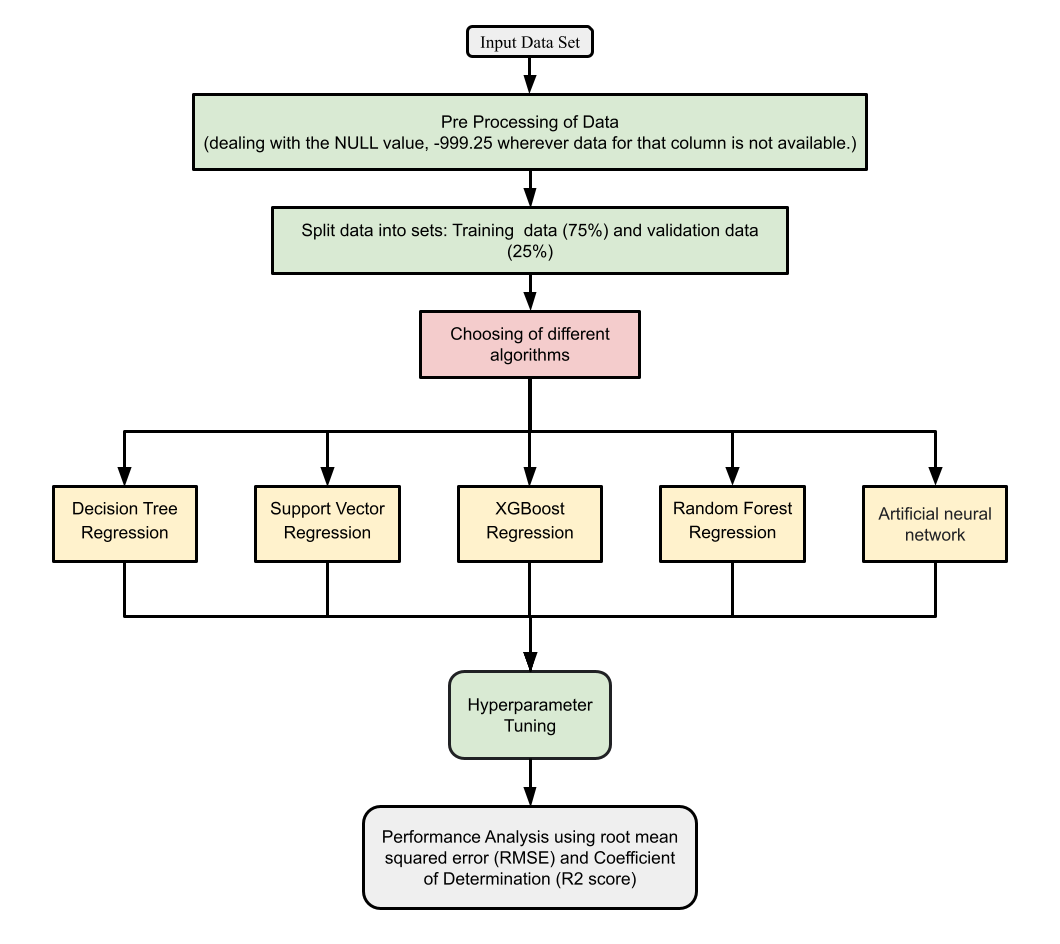 Input Data Set
Pre Processing of Data
(dealing with the NULL value, -999.25 wherever data for that column is not available.)
Split data into sets: Training  data (75%) and validation data
(25%)
Choosing of different
algorithms
Decision Tree
Regression
Support Vector
Regression
XGBoost
Regression
Random Forest
Regression
Artificial neural
network
Hyperparameter
Tuning
Performance Analysis using root mean
squared error (RMSE) and Coefficient
of Determination (R2 score)